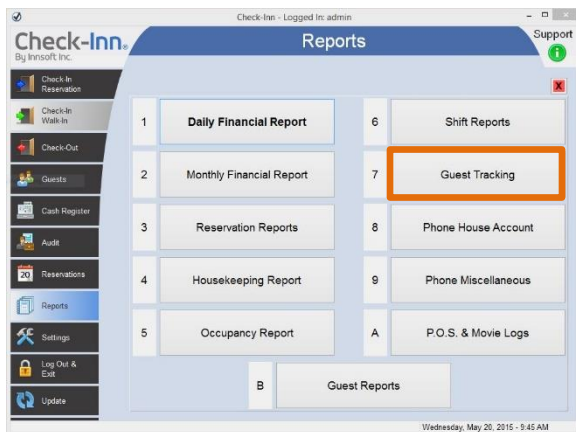 Check-Inn - Logged In: admin
Check-Inn®
By Innsoft Inc.
Reports
Support
i
X
Check-In
Reservation
Check-In
Walk-In
Check-Out
Guests
Cash Register
Audit
20
Reservations
Reports
Settings
Log Out &
Exit
Update
1 Daily Financial Report
6 Shift Reports
2 Monthly Financial Report
7 Guest Tracking
3 Reservation Reports
8 Phone House Account
4 Housekeeping Report
9 Phone Miscellaneous
5 Occupancy Report
A P.O.S. & Movie Logs
B Guest Reports
Wednesday, May 20, 2015 - 9:45 AM